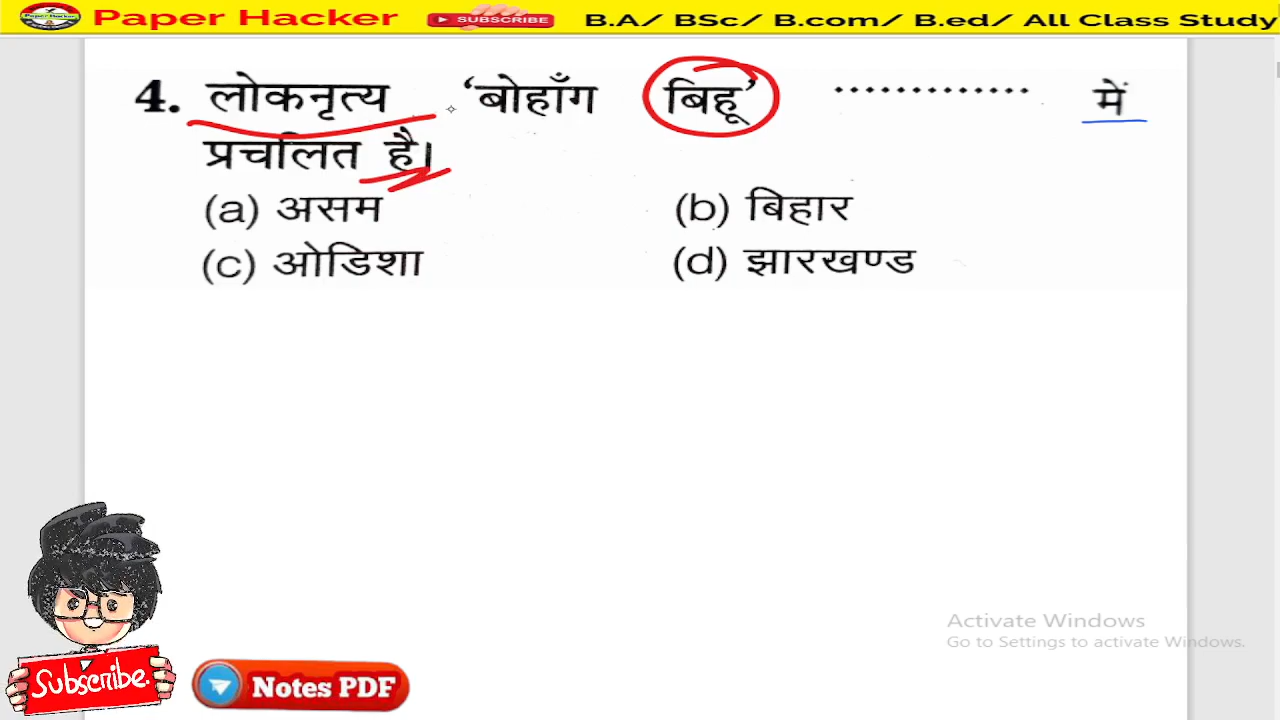 Paper Hacker SUBSCRIBE B.A/ BSc/ B.com/ B.ed/ All Class Study
4. लोकनृत्य 'बोहाँग बिहू' ............. में
प्रचलित है।
(a) असम (b) बिहार
(c) ओडिशा (d) झारखण्ड
Activate Windows
Go to Settings to activate Windows.
Subscribe.
Notes PDF